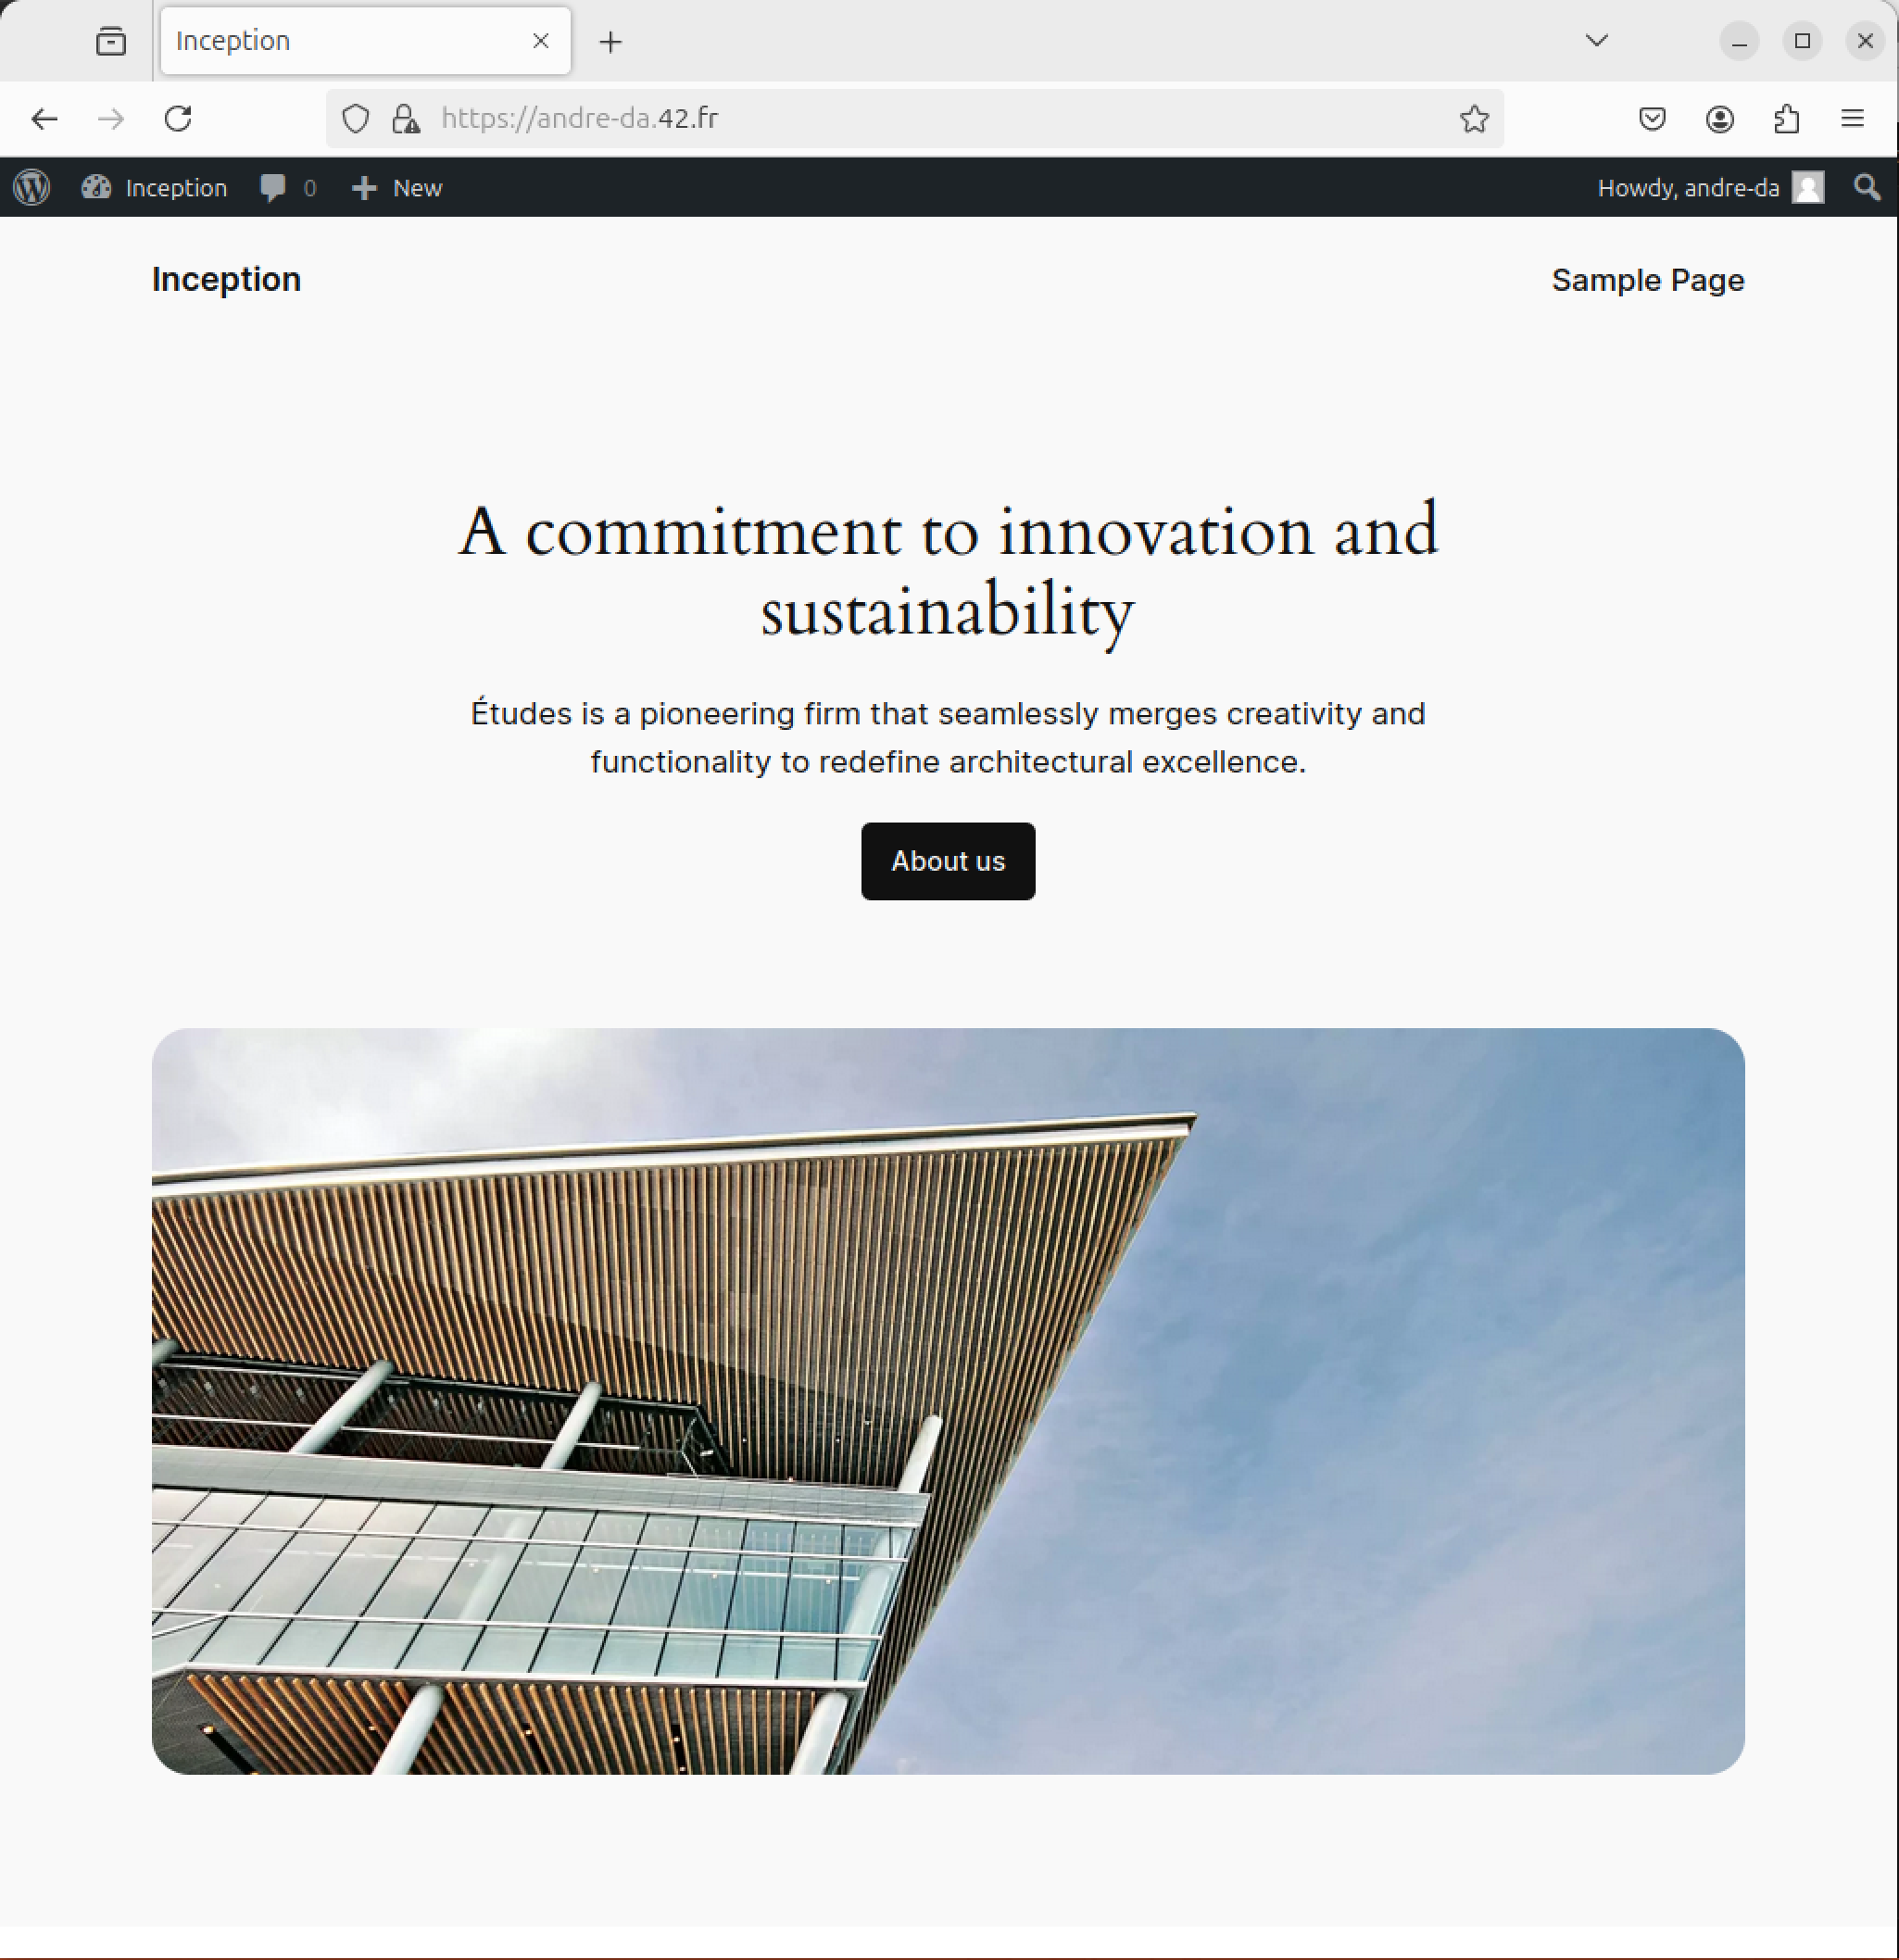 Inception
https://andre-da.42.fr
Inception 0 New Howdy, andre-da
Inception Sample Page
A commitment to innovation and
sustainability
Études is a pioneering firm that seamlessly merges creativity and
functionality to redefine architectural excellence.
About us